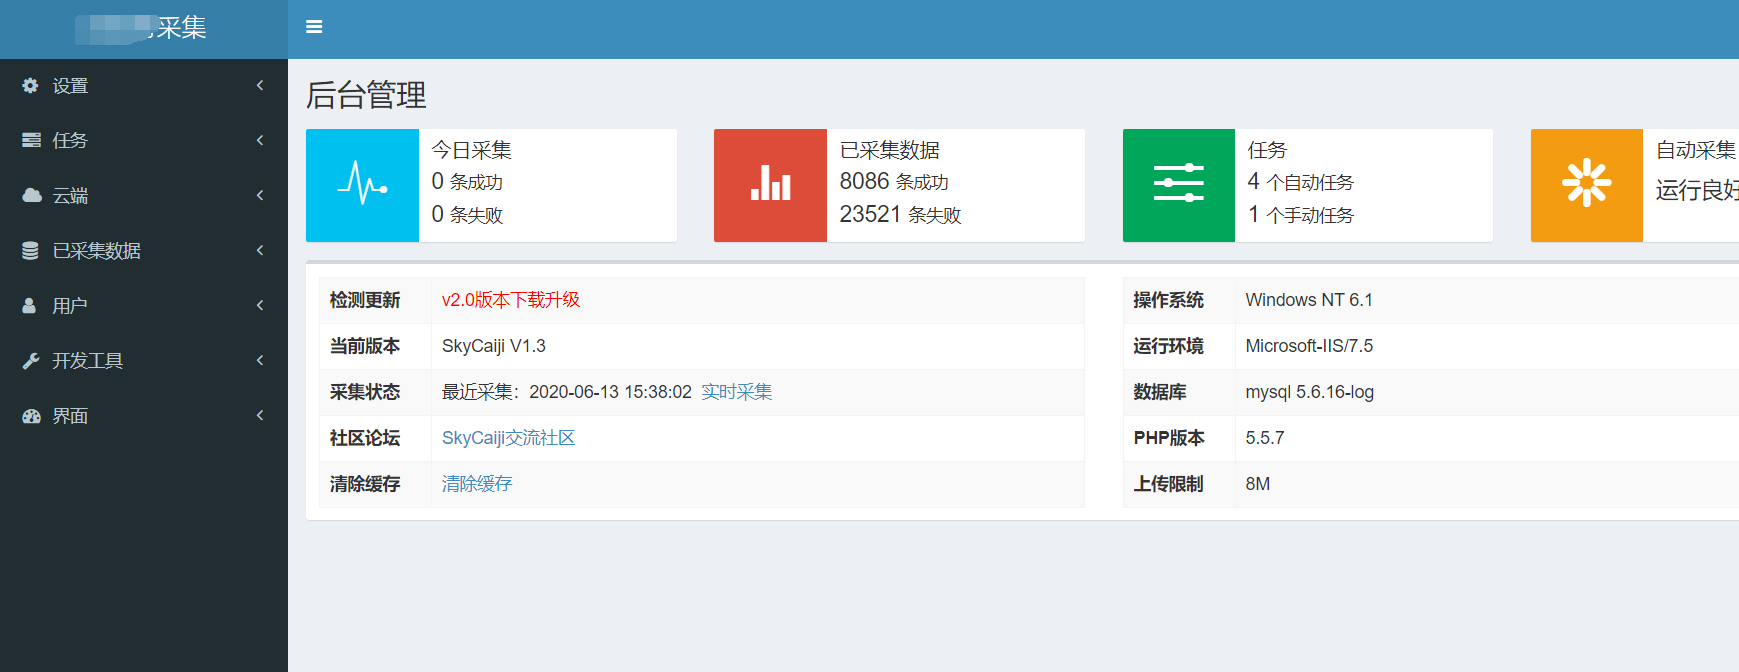 采集
设置
任务
云端
已采集数据
用户
开发工具
界面
后台管理
今日采集
0 条成功
0 条失败
已采集数据
8086 条成功
23521 条失败
任务
4 个自动任务
1 个手动任务
自动采集
运行良好
检测更新 v2.0版本下载升级
当前版本 SkyCaiji V1.3
采集状态 最近采集：2020-06-13 15:38:02 实时采集
社区论坛 SkyCaiji交流社区
清除缓存 清除缓存
操作系统 Windows NT 6.1
运行环境 Microsoft-IIS/7.5
数据库 mysql 5.6.16-log
PHP版本 5.5.7
上传限制 8M